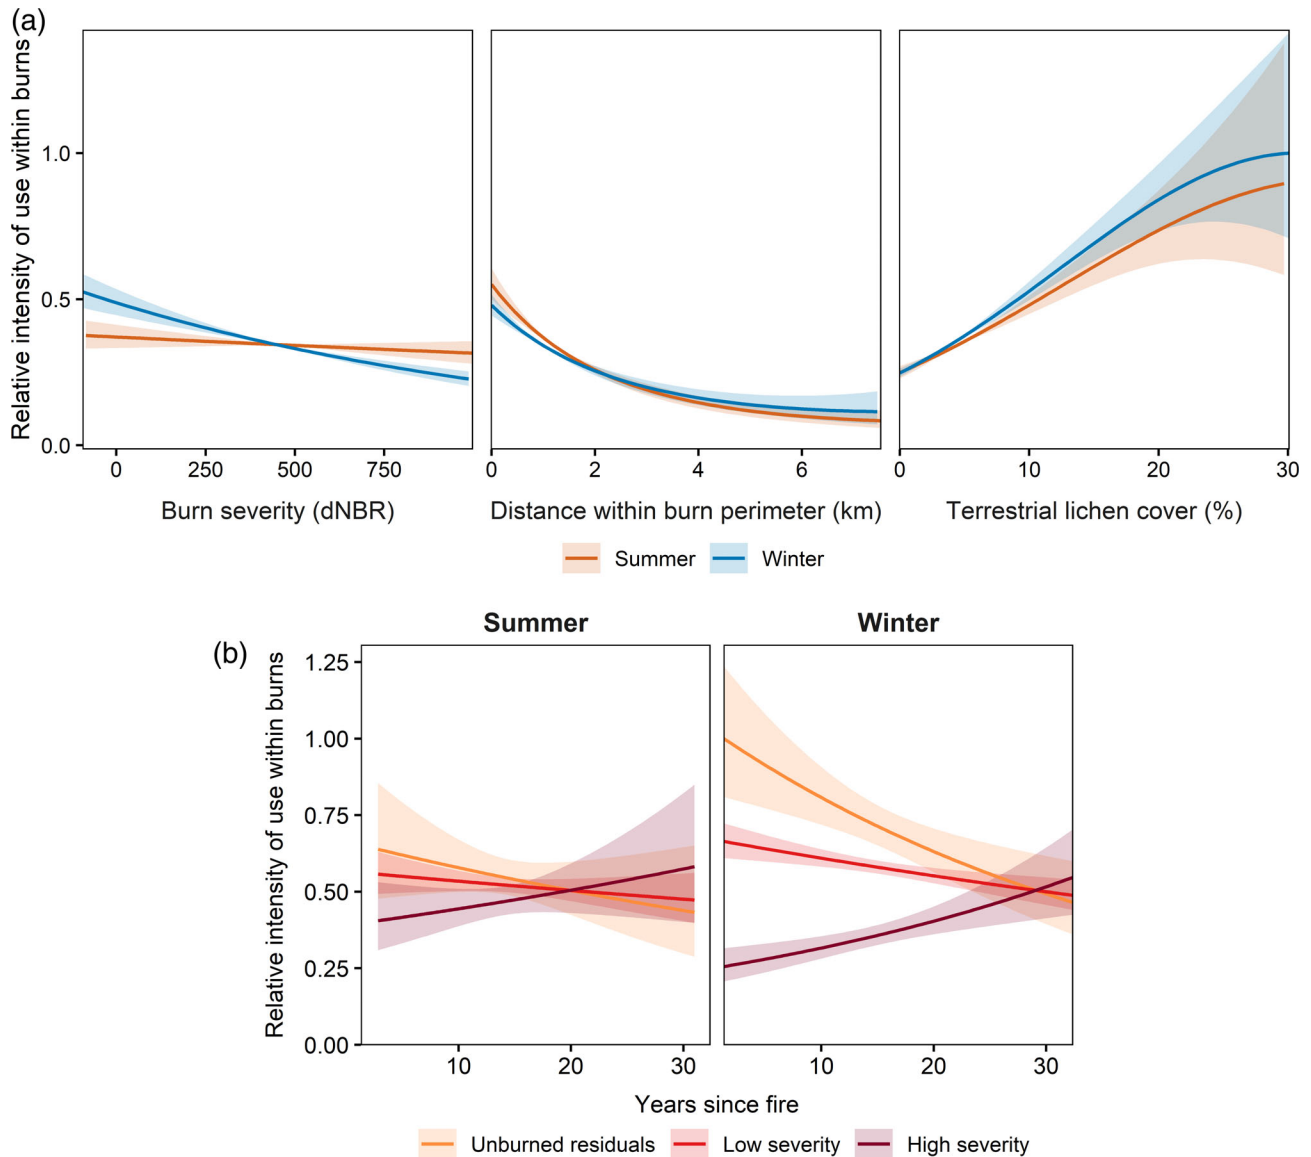 (a)
Relative intensity of use within burns
1.0
0.5
0.0
0 250 500 750
0 2 4 6
0 10 20 30
Burn severity (dNBR)
Distance within burn perimeter (km)
Terrestrial lichen cover (%)
Summer Winter
(b)
Summer
Winter
Relative intensity of use within burns
1.25
1.00
0.75
0.50
0.25
0.00
10 20 30
10 20 30
Years since fire
Unburned residuals Low severity High severity